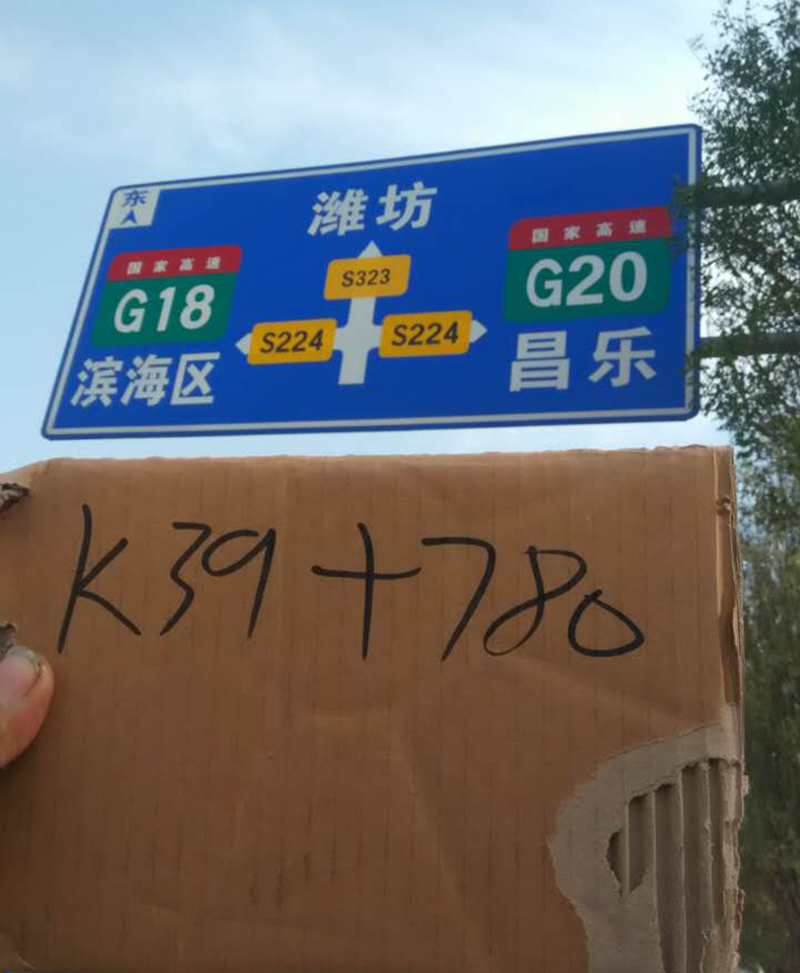 东
潍坊
国家高速
G18
滨海区
S323
S224
S224
国家高速
G20
昌乐
K39+780